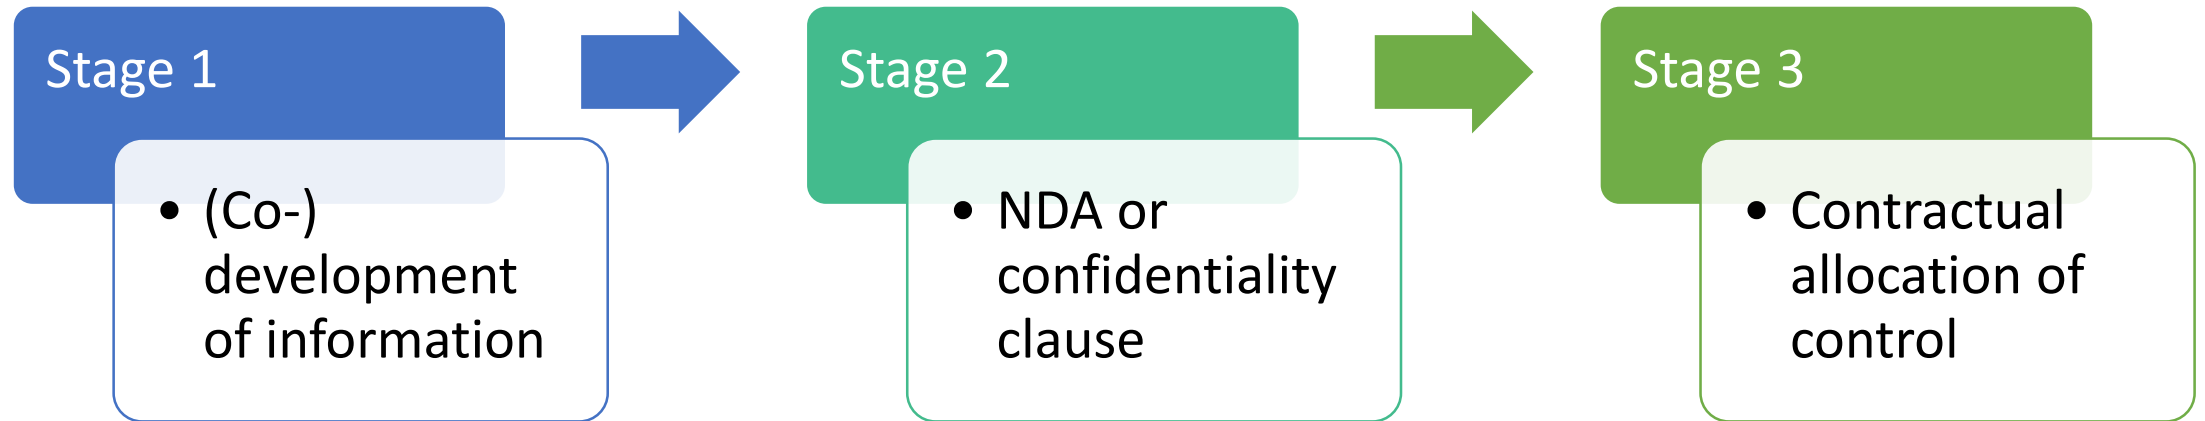 Stage 1
• (Co-)
development
of information
Stage 2
• NDA or
confidentiality
clause
Stage 3
• Contractual
allocation of
control